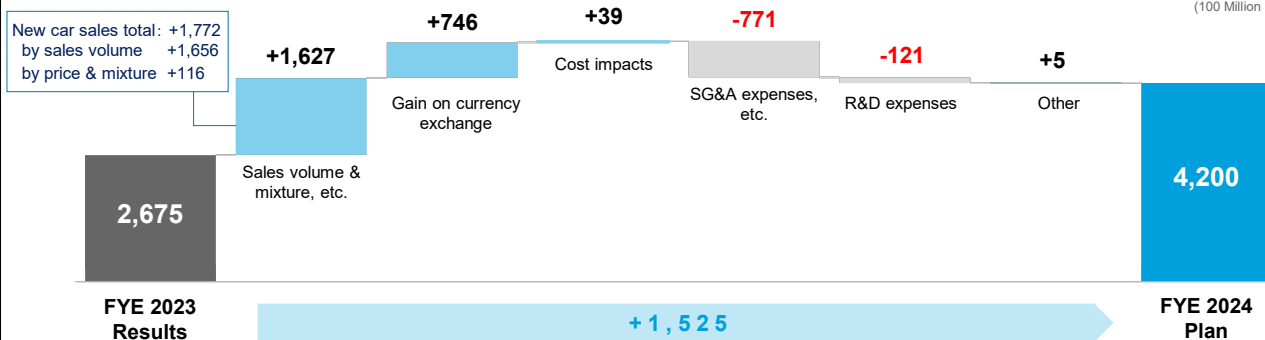 (100 Million
New car sales total: +1,772
by sales volume +1,656
by price & mixture +116
+1,627
+746
+39
-771
-121
+5
Cost impacts
Gain on currency
exchange
SG&A expenses,
etc.
R&D expenses
Other
Sales volume &
mixture, etc.
2,675
4,200
FYE 2023
Results
+1,525
FYE 2024
Plan